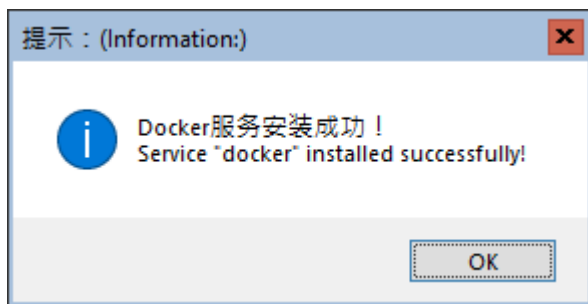 提示：(Information:)
Docker服务安装成功！
Service "docker" installed successfully!
OK